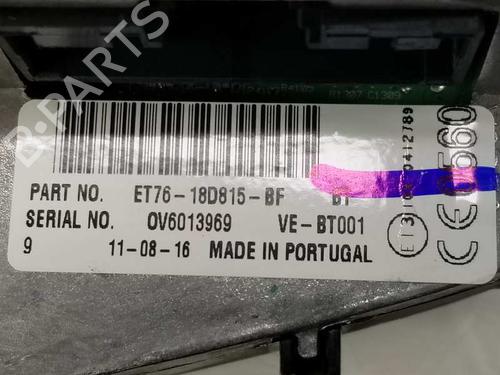 PART NO. ET76-18D815-BF BT
SERIAL NO. OV6013969 VE-BT001
9 11-08-16 MADE IN PORTUGAL
CE0560
B-PARTS